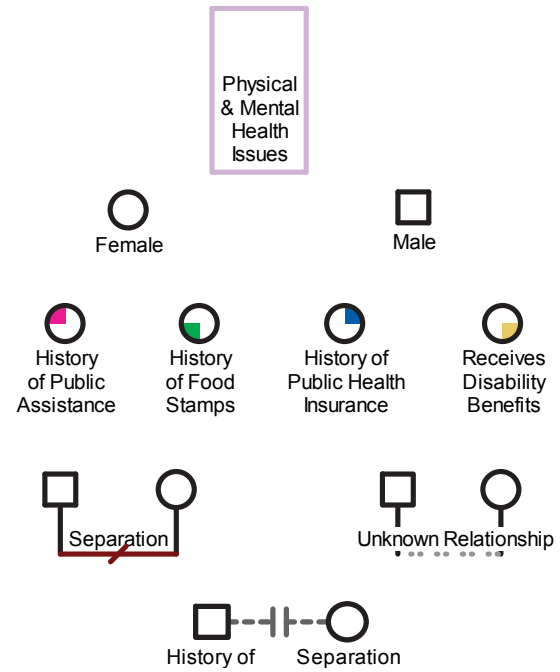 Physical
& Mental
Health
Issues
Female
Male
History
of Public
Assistance
History
of Food
Stamps
History of
Public Health
Insurance
Receives
Disability
Benefits
Separation
Unknown Relationship
History of Separation